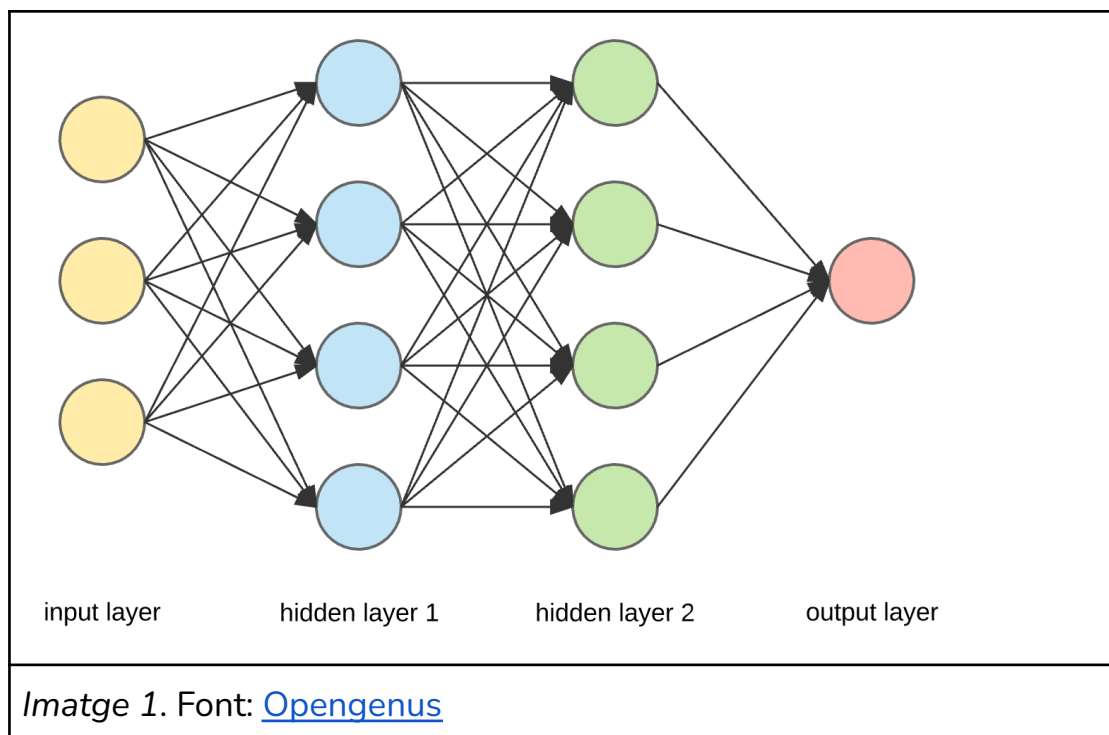 input layer hidden layer 1 hidden layer 2 output layer
Imatge 1. Font: Opengenus